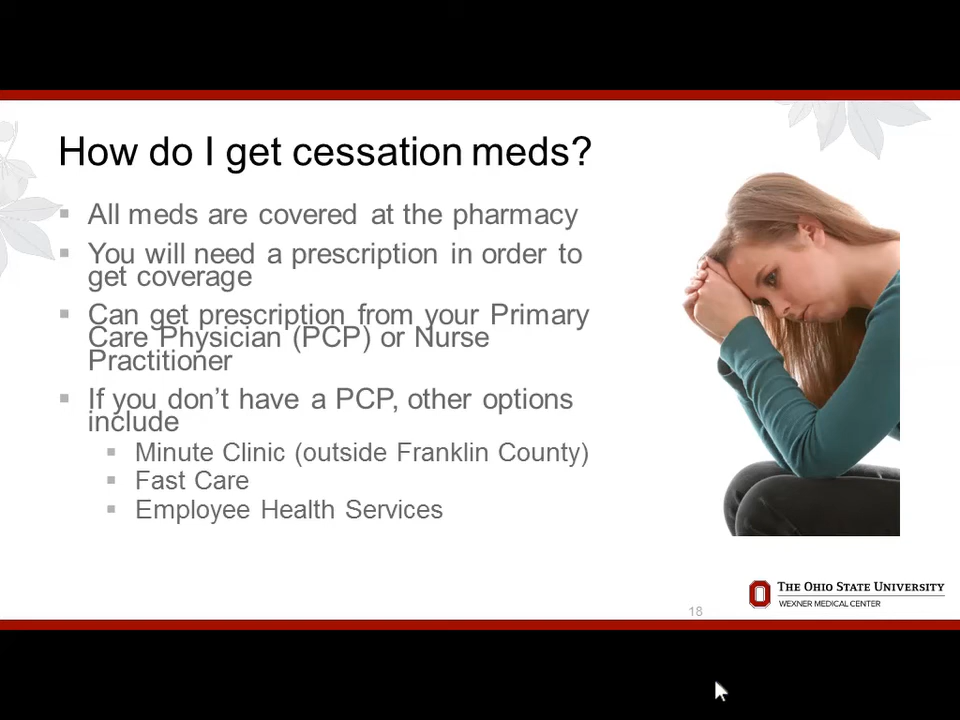 How do I get cessation meds?
▪ All meds are covered at the pharmacy
▪ You will need a prescription in order to
get coverage
▪ Can get prescription from your Primary
Care Physician (PCP) or Nurse
Practitioner
▪ If you don’t have a PCP, other options
include
▪ Minute Clinic (outside Franklin County)
▪ Fast Care
▪ Employee Health Services
18
THE OHIO STATE UNIVERSITY
WEXNER MEDICAL CENTER